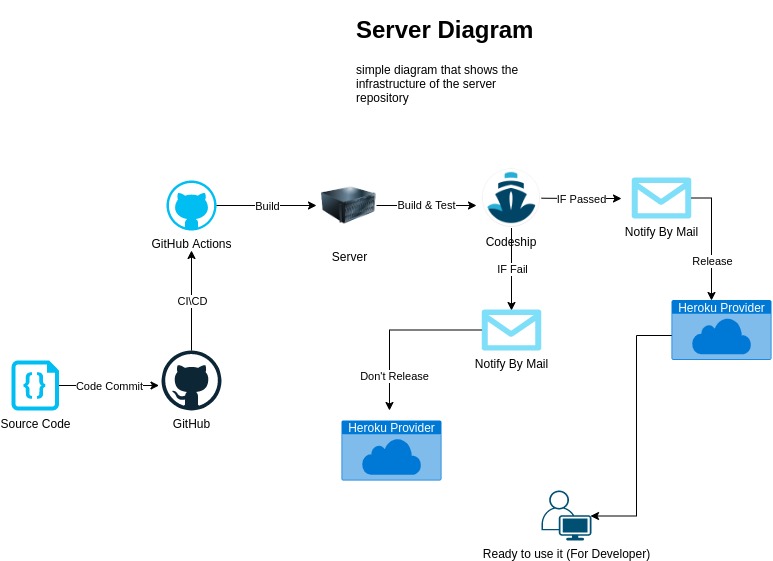 Server Diagram
simple diagram that shows the
infrastructure of the server
repository
Build
Build & Test
IF Passed
GitHub Actions
Server
Codeship
Notify By Mail
IF Fail
Release
CI\CD
Heroku Provider
Notify By Mail
Don't Release
Code Commit
Source Code
GitHub
Heroku Provider
Ready to use it (For Developer)